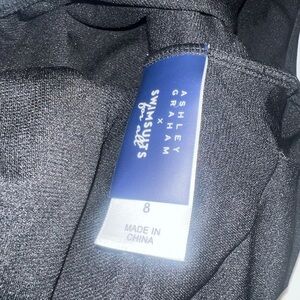 ASHLEY
GRAHAM
x
SWIMSUITS
for all
8
MADE IN
CHINA